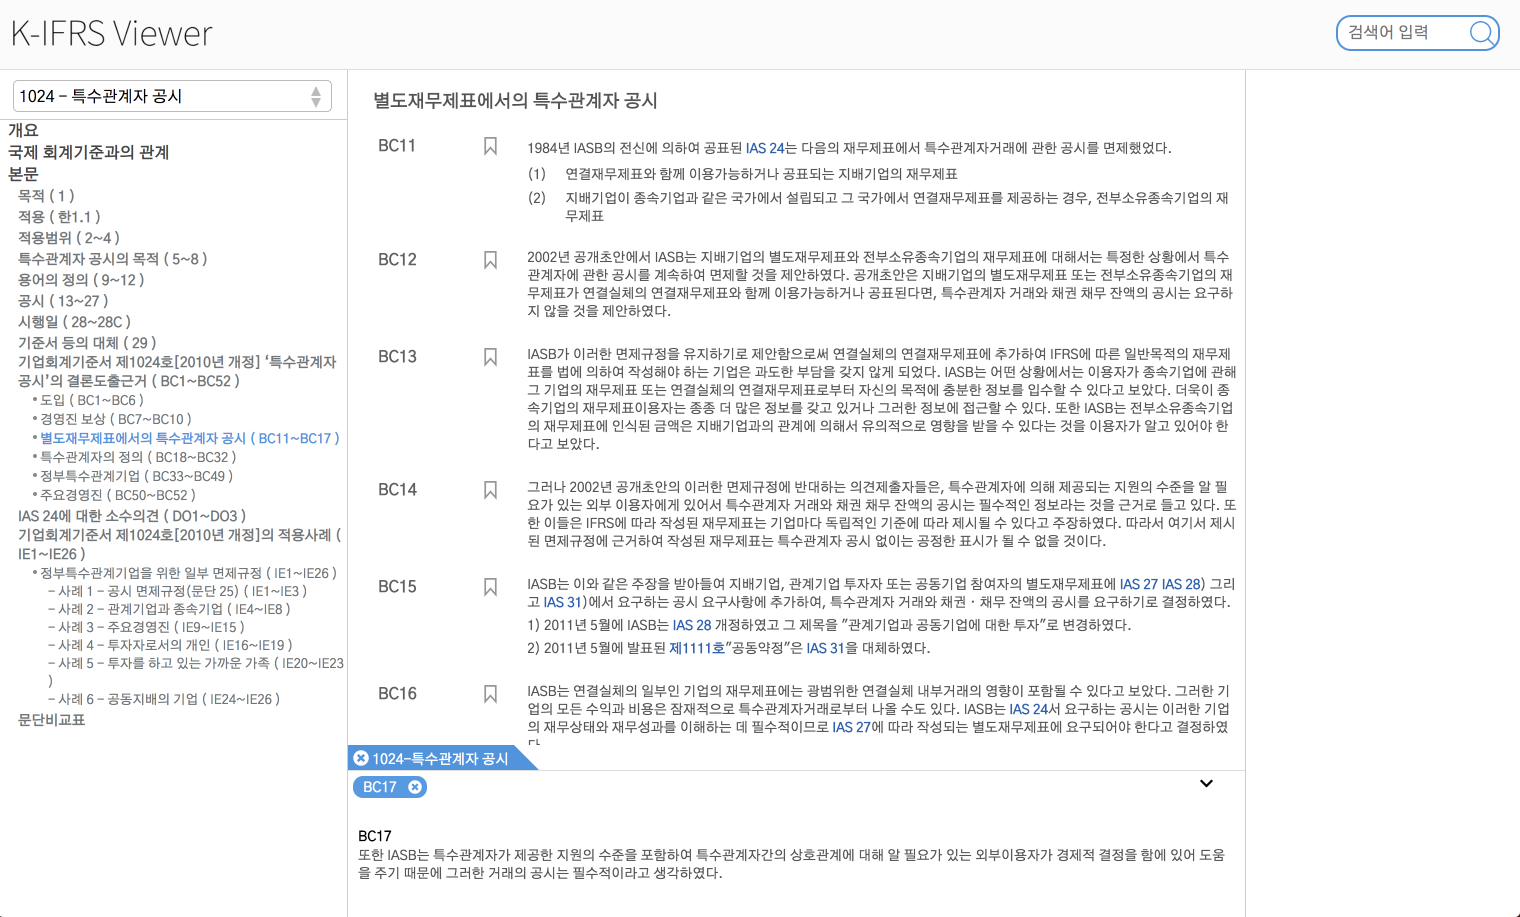 K-IFRS Viewer
검색어 입력
1024 – 특수관계자 공시
개요
국제 회계기준과의 관계
본문
목적 ( 1 )
적용 ( 한1.1 )
적용범위 ( 2~4 )
특수관계자 공시의 목적 ( 5~8 )
용어의 정의 ( 9~12 )
공시 ( 13~27 )
시행일 ( 28~28C )
기준서 등의 대체 ( 29 )
기업회계기준서 제1024호[2010년 개정] ‘특수관계자
공시’의 결론도출근거 ( BC1~BC52 )
• 도입 ( BC1~BC6 )
• 경영진 보상 ( BC7~BC10 )
• 별도재무제표에서의 특수관계자 공시 ( BC11~BC17 )
• 특수관계자의 정의 ( BC18~BC32 )
• 정부특수관계기업 ( BC33~BC49 )
• 주요경영진 ( BC50~BC52 )
IAS 24에 대한 소수의견 ( DO1~DO3 )
기업회계기준서 제1024호[2010년 개정]의 적용사례 (
IE1~IE26 )
• 정부특수관계기업을 위한 일부 면제규정 ( IE1~IE26 )
– 사례 1 – 공시 면제규정(문단 25) ( IE1~IE3 )
– 사례 2 – 관계기업과 종속기업 ( IE4~IE8 )
– 사례 3 – 주요경영진 ( IE9~IE15 )
– 사례 4 – 투자자로서의 개인 ( IE16~IE19 )
– 사례 5 – 투자를 하고 있는 가까운 가족 ( IE20~IE23
)
– 사례 6 – 공동지배의 기업 ( IE24~IE26 )
문단비교표
별도재무제표에서의 특수관계자 공시
BC11
1984년 IASB의 전신에 의하여 공표된 IAS 24는 다음의 재무제표에서 특수관계자거래에 관한 공시를 면제했었다.
(1) 연결재무제표와 함께 이용가능하거나 공표되는 지배기업의 재무제표
(2) 지배기업이 종속기업과 같은 국가에서 설립되고 그 국가에서 연결재무제표를 제공하는 경우, 전부소유종속기업의 재
무제표
BC12
2002년 공개초안에서 IASB는 지배기업의 별도재무제표와 전부소유종속기업의 재무제표에 대해서는 특정한 상황에서 특수
관계자에 관한 공시를 계속하여 면제할 것을 제안하였다. 공개초안은 지배기업의 별도재무제표 또는 전부소유종속기업의 재
무제표가 연결실체의 연결재무제표와 함께 이용가능하거나 공표된다면, 특수관계자 거래와 채권 채무 잔액의 공시는 요구하
지 않을 것을 제안하였다.
BC13
IASB가 이러한 면제규정을 유지하기로 제안함으로써 연결실체의 연결재무제표에 추가하여 IFRS에 따른 일반목적의 재무제
표를 법에 의하여 작성해야 하는 기업은 과도한 부담을 갖지 않게 되었다. IASB는 어떤 상황에서는 이용자가 종속기업에 관해
그 기업의 재무제표 또는 연결실체의 연결재무제표로부터 자신의 목적에 충분한 정보를 입수할 수 있다고 보았다. 더욱이 종
속기업의 재무제표이용자는 종종 더 많은 정보를 갖고 있거나 그러한 정보에 접근할 수 있다. 또한 IASB는 전부소유종속기업
의 재무제표에 인식된 금액은 지배기업과의 관계에 의해서 유의적으로 영향을 받을 수 있다는 것을 이용자가 알고 있어야 한
다고 보았다.
BC14
그러나 2002년 공개초안의 이러한 면제규정에 반대하는 의견제출자들은, 특수관계자에 의해 제공되는 지원의 수준을 알 필
요가 있는 외부 이용자에게 있어서 특수관계자 거래와 채권 채무 잔액의 공시는 필수적인 정보라는 것을 근거로 들고 있다. 또
한 이들은 IFRS에 따라 작성된 재무제표는 기업마다 독립적인 기준에 따라 제시될 수 있다고 주장하였다. 따라서 여기서 제시
된 면제규정에 근거하여 작성된 재무제표는 특수관계자 공시 없이는 공정한 표시가 될 수 없을 것이다.
BC15
IASB는 이와 같은 주장을 받아들여 지배기업, 관계기업 투자자 또는 공동기업 참여자의 별도재무제표에 IAS 27 IAS 28) 그리
고 IAS 31)에서 요구하는 공시 요구사항에 추가하여, 특수관계자 거래와 채권 · 채무 잔액의 공시를 요구하기로 결정하였다.
1) 2011년 5월에 IASB는 IAS 28 개정하였고 그 제목을 "관계기업과 공동기업에 대한 투자"로 변경하였다.
2) 2011년 5월에 발표된 제1111호"공동약정"은 IAS 31을 대체하였다.
BC16
IASB는 연결실체의 일부인 기업의 재무제표에는 광범위한 연결실체 내부거래의 영향이 포함될 수 있다고 보았다. 그러한 기
업의 모든 수익과 비용은 잠재적으로 특수관계자거래로부터 나올 수도 있다. IASB는 IAS 24서 요구하는 공시는 이러한 기업
의 재무상태와 재무성과를 이해하는 데 필수적이므로 IAS 27에 따라 작성되는 별도재무제표에 요구되어야 한다고 결정하였
다
1024–특수관계자 공시
BC17
BC17
또한 IASB는 특수관계자가 제공한 지원의 수준을 포함하여 특수관계자간의 상호관계에 대해 알 필요가 있는 외부이용자가 경제적 결정을 함에 있어 도움
을 주기 때문에 그러한 거래의 공시는 필수적이라고 생각하였다.